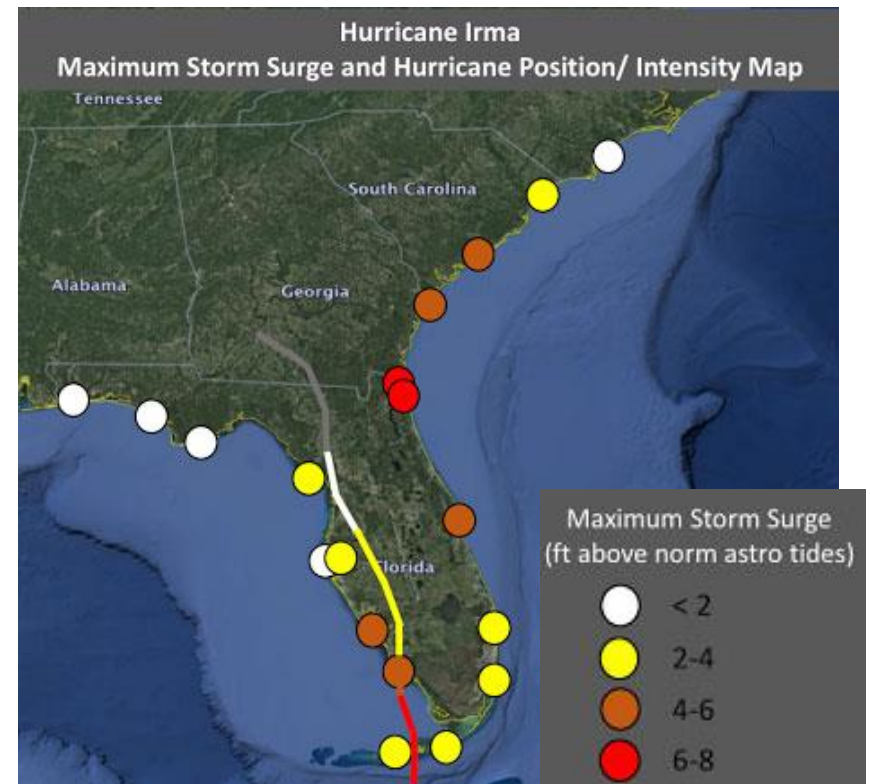 Hurricane Irma
Maximum Storm Surge and Hurricane Position/ Intensity Map
Tennessee
South Carolina
Alabama
Georgia
Florida
Maximum Storm Surge
(ft above norm astro tides)
< 2
2-4
4-6
6-8